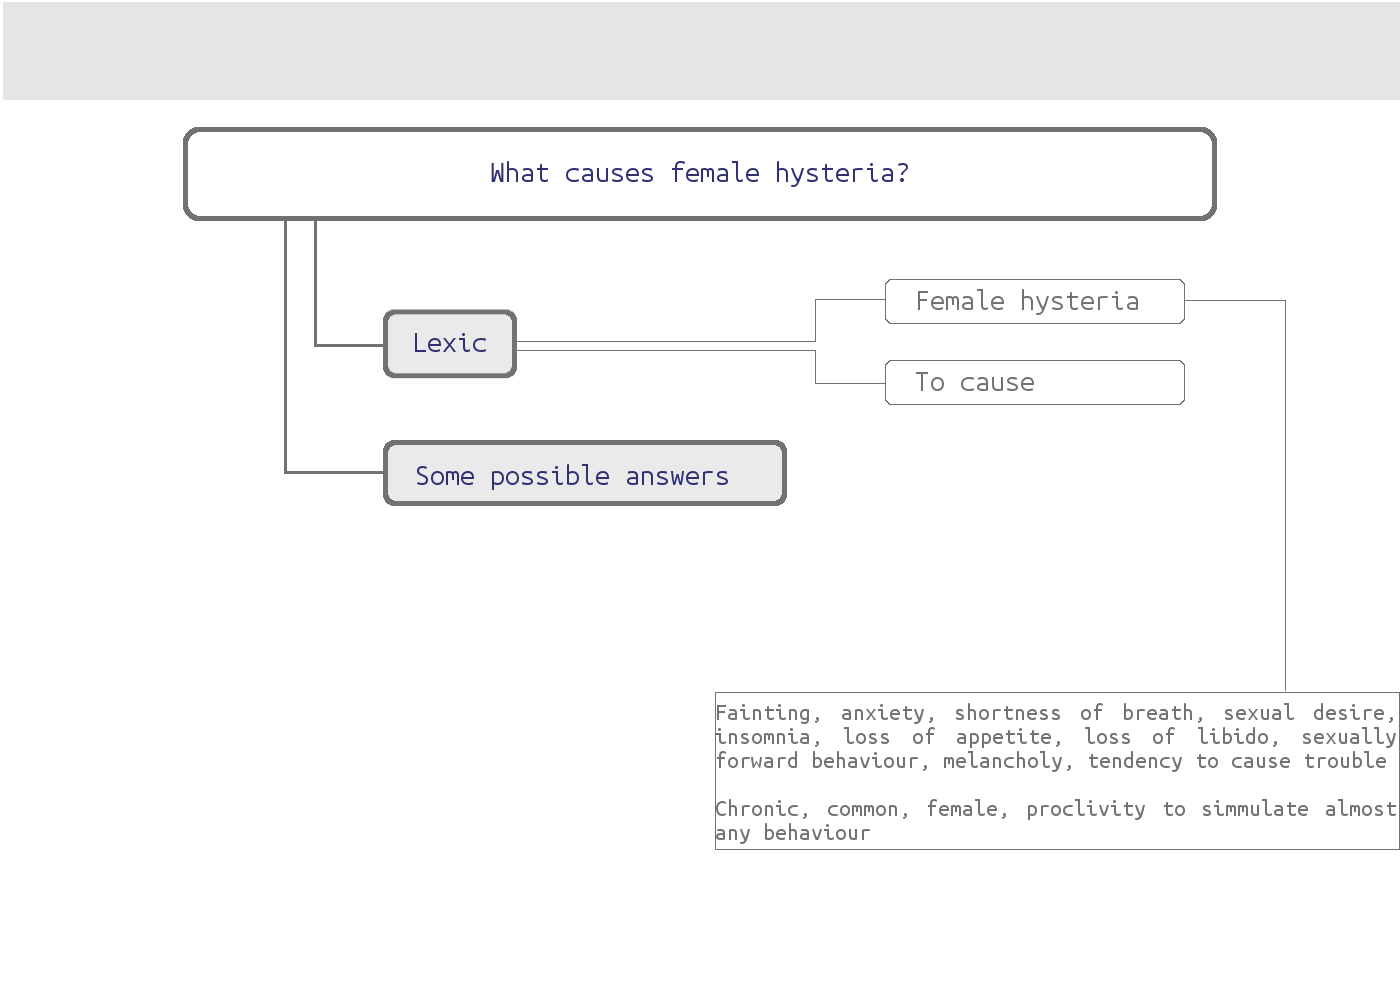 What causes female hysteria?
Female hysteria
Lexic
To cause
Some possible answers
Fainting, anxiety, shortness of breath, sexual desire,
insomnia, loss of appetite, loss of libido, sexually
forward behaviour, melancholy, tendency to cause trouble
Chronic, common, female, proclivity to simmulate almost
any behaviour